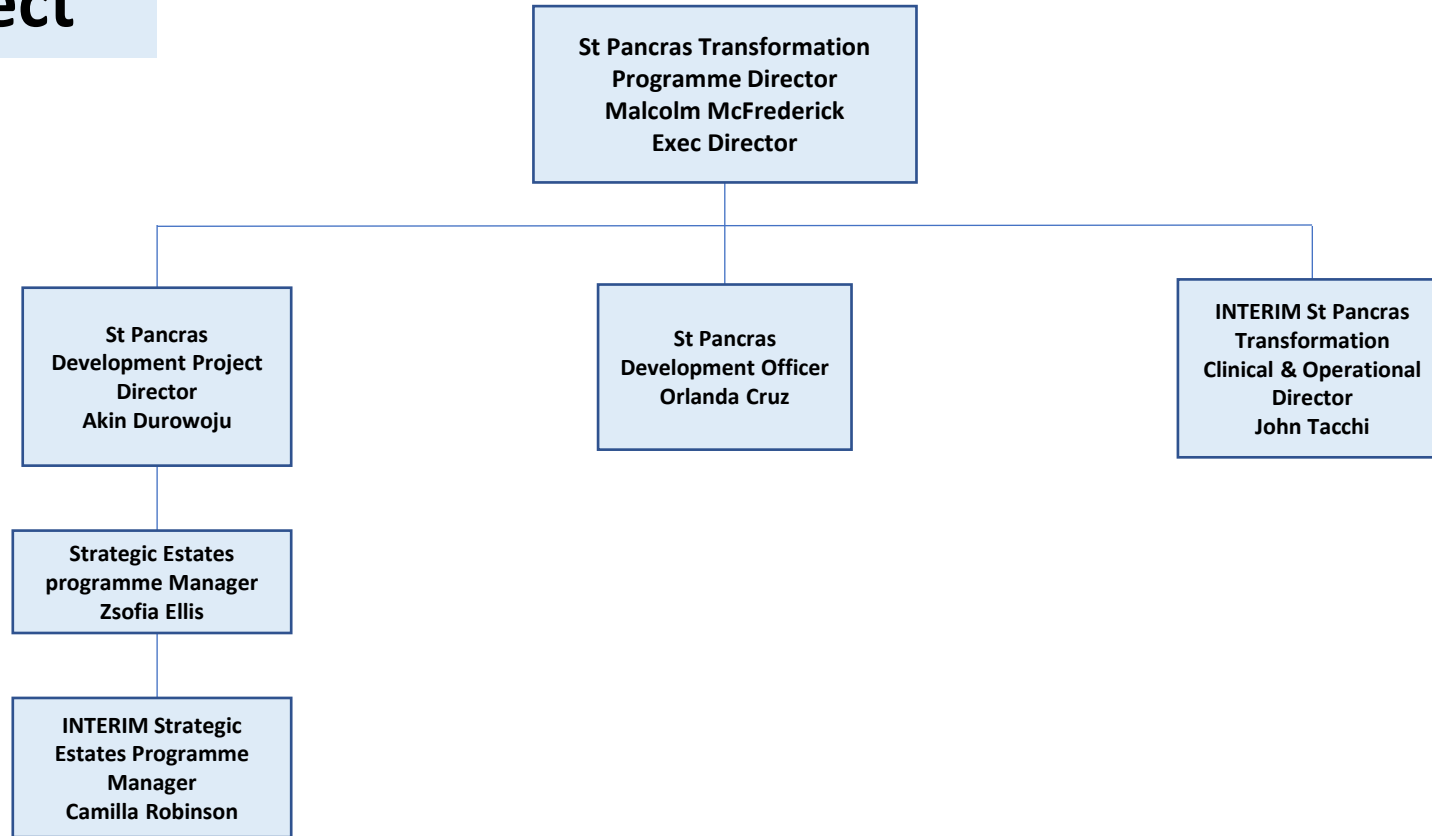 ect
St Pancras Transformation
Programme Director
Malcolm McFrederick
Exec Director
St Pancras
Development Project
Director
Akin Durowoju
St Pancras
Development Officer
Orlanda Cruz
INTERIM St Pancras
Transformation
Clinical & Operational
Director
John Tacchi
Strategic Estates
programme Manager
Zsofia Ellis
INTERIM Strategic
Estates Programme
Manager
Camilla Robinson